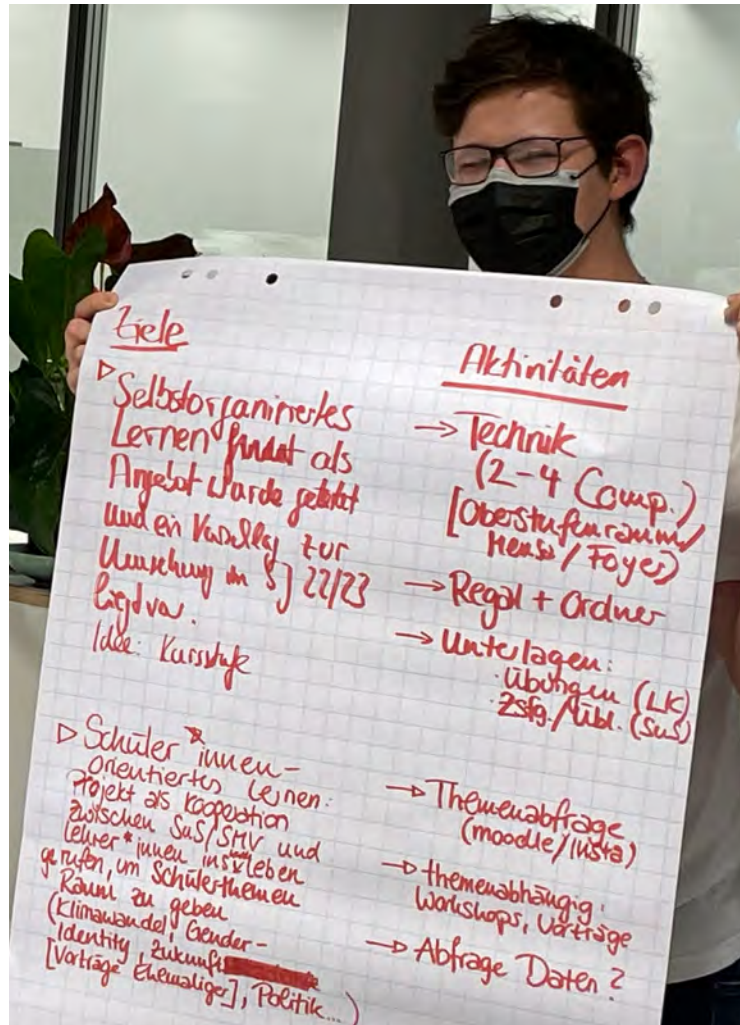 Ziele
▷ Selbstorganisiertes
Lernen findet als
Angebot wurde getestet
und ein Vorschlag zur
Umsetzung im SJ 22/23
liegt vor.
Idee: Kursstufe
▷ Schüler*innen-
orientiertes Lernen:
Projekt als Kooperation
zwischen SuS/SMV und
Lehrer*innen ins Leben
gerufen, um Schülerthemen
Raum zu geben
(Klimawandel, Gender-
Identity, Zukunft
[Vorträge Ehemaliger], Politik...)
Aktivitäten
→ Technik
(2-4 Comp.)
[Oberstufenraum/
Mensa / Foyer)
→ Regal + Ordner
→ Unterlagen:
· Übungen (LK)
· Zsfg./Übl. (SuS)
→ Themenabfrage
(moodle/Insta)
→ themenabhängig:
Workshops, Vorträge
→ Abfrage Daten?